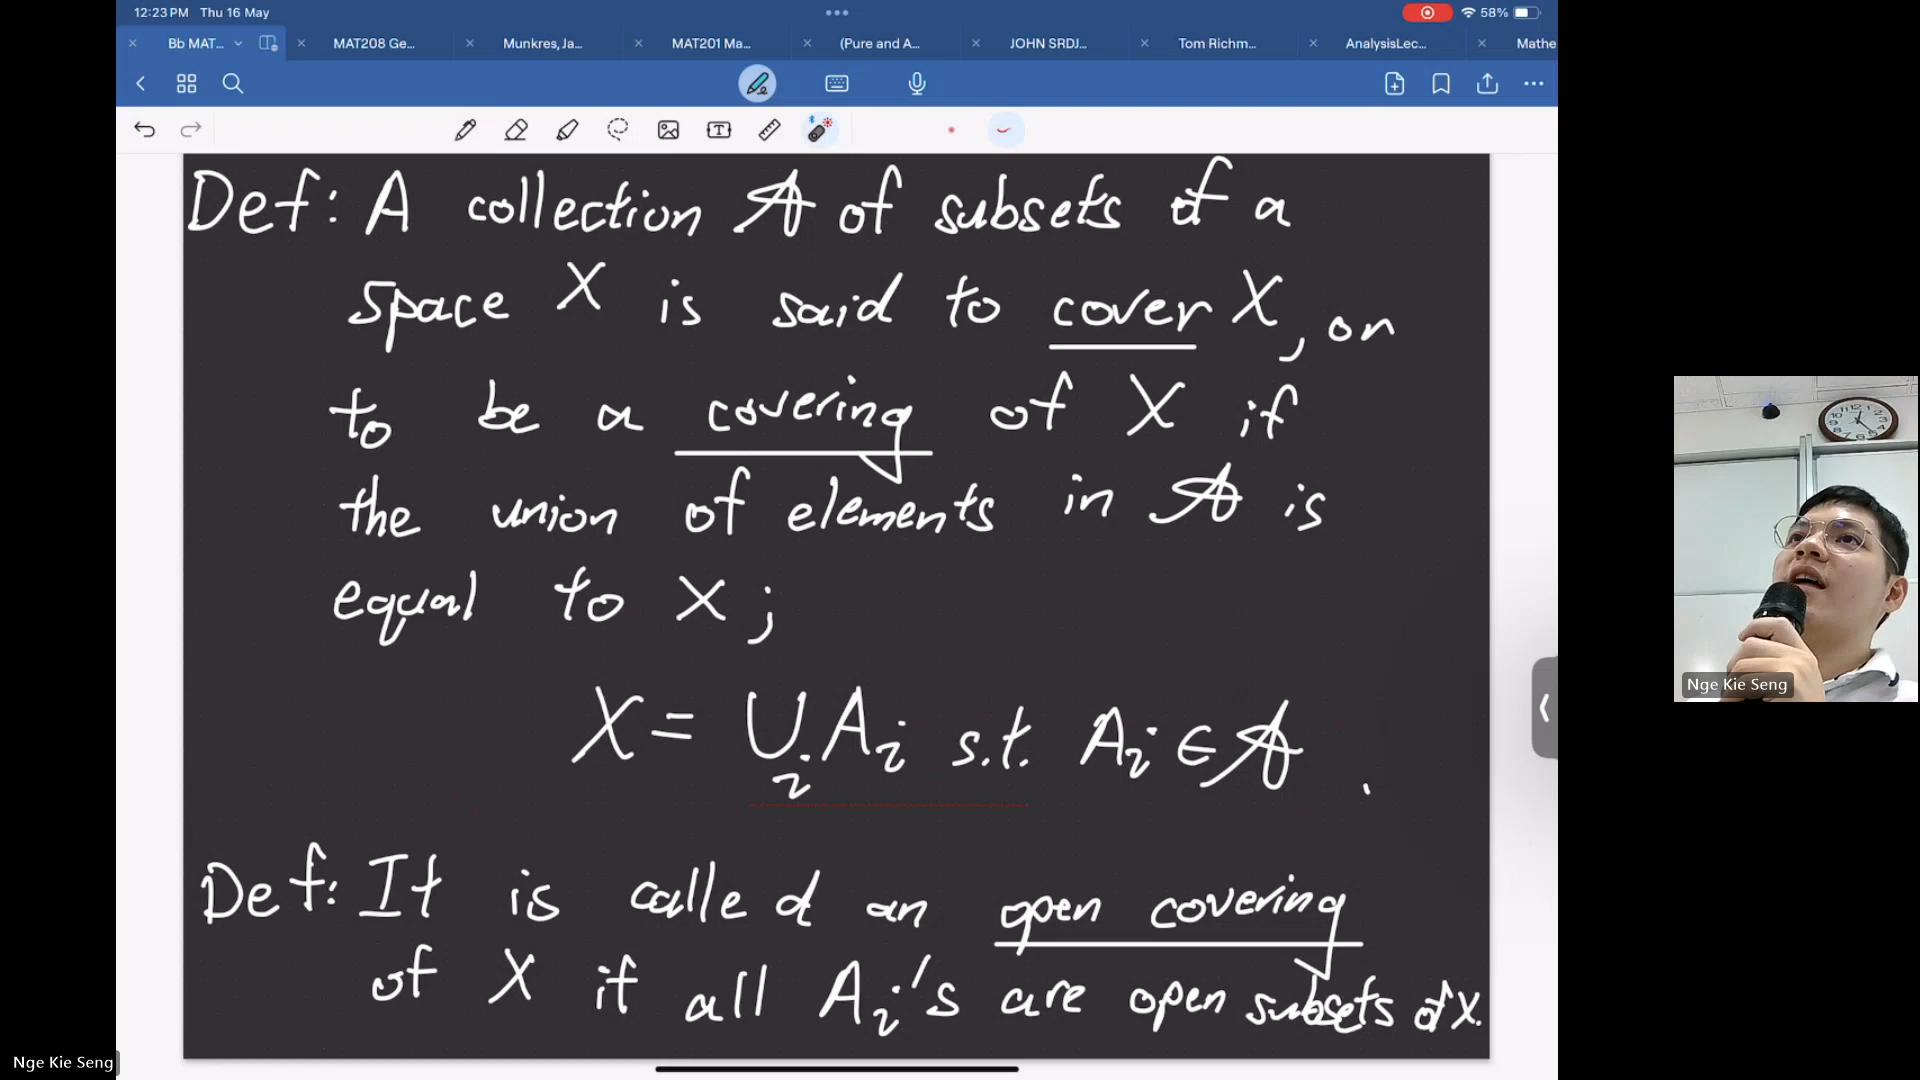 12:23 PM Thu 16 May
58%
Bb MAT...
MAT208 Ge...
Munkres, Ja...
MAT201 Ma...
(Pure and A...
JOHN SRDJ...
Tom Richm...
AnalysisLec...
Mathe
Def: A collection 𝒜 of subsets of a
space X is said to cover X, or
to be a covering of X if
the union of elements in 𝒜 is
equal to X;
X = ⋃ᵢ Aᵢ s.t. Aᵢ ∈ 𝒜.
Def: It is called an open covering
of X if all Aᵢ's are open subsets of X.
Nge Kie Seng
Nge Kie Seng